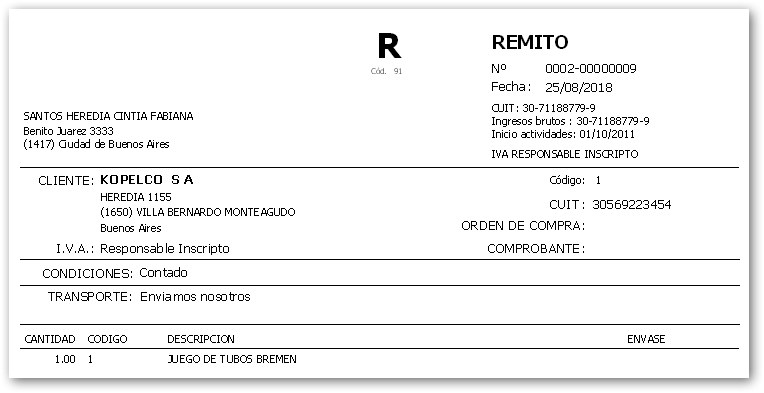 R
Cód. 91
REMITO
Nº 0002-00000009
Fecha: 25/08/2018
CUIT: 30-71188779-9
Ingresos brutos : 30-71188779-9
Inicio actividades: 01/10/2011
IVA RESPONSABLE INSCRIPTO
SANTOS HEREDIA CINTIA FABIANA
Benito Juarez 3333
(1417) Ciudad de Buenos Aires
CLIENTE: KOPELCO S A
HEREDIA 1155
(1650) VILLA BERNARDO MONTEAGUDO
Buenos Aires
I.V.A.: Responsable Inscripto
Código: 1
CUIT: 30569223454
ORDEN DE COMPRA:
COMPROBANTE:
CONDICIONES: Contado
TRANSPORTE: Enviamos nosotros
CANTIDAD CODIGO DESCRIPCION ENVASE
1.00 1 JUEGO DE TUBOS BREMEN